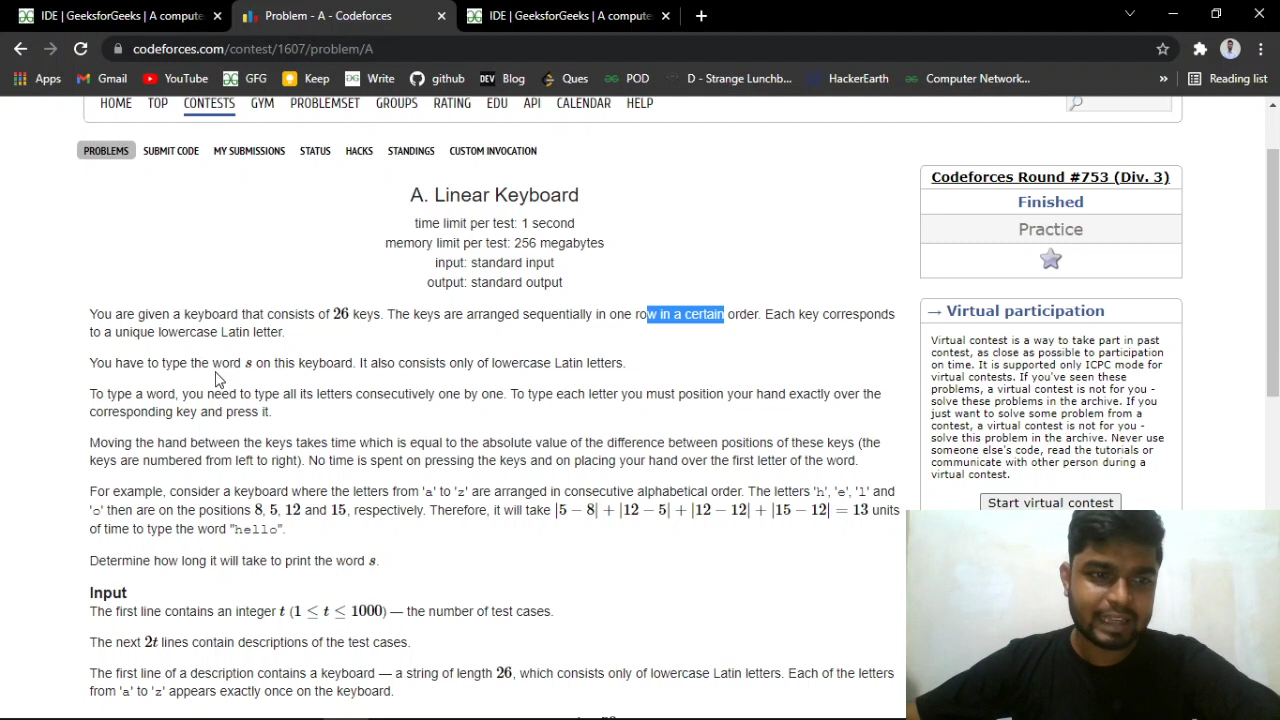 IDE | GeeksforGeeks | A compute
Problem - A - Codeforces
IDE | GeeksforGeeks | A compute
codeforces.com/contest/1607/problem/A
Apps
Gmail
YouTube
GFG
Keep
Write
github
Blog
Ques
POD
D - Strange Lunchb...
HackerEarth
Computer Network...
»
Reading list
HOME TOP CONTESTS GYM PROBLEMSET GROUPS RATING EDU API CALENDAR HELP
PROBLEMS SUBMIT CODE MY SUBMISSIONS STATUS HACKS STANDINGS CUSTOM INVOCATION
A. Linear Keyboard
time limit per test: 1 second
memory limit per test: 256 megabytes
input: standard input
output: standard output
You are given a keyboard that consists of 26 keys. The keys are arranged sequentially in one row in a certain order. Each key corresponds
to a unique lowercase Latin letter.
You have to type the word s on this keyboard. It also consists only of lowercase Latin letters.
To type a word, you need to type all its letters consecutively one by one. To type each letter you must position your hand exactly over the
corresponding key and press it.
Moving the hand between the keys takes time which is equal to the absolute value of the difference between positions of these keys (the
keys are numbered from left to right). No time is spent on pressing the keys and on placing your hand over the first letter of the word.
For example, consider a keyboard where the letters from 'a' to 'z' are arranged in consecutive alphabetical order. The letters 'h', 'e', 'l' and
'o' then are on the positions 8, 5, 12 and 15, respectively. Therefore, it will take |5 − 8| + |12 − 5| + |12 − 12| + |15 − 12| = 13 units
of time to type the word "hello".
Determine how long it will take to print the word s.
Input
The first line contains an integer t (1 ≤ t ≤ 1000) — the number of test cases.
The next 2t lines contain descriptions of the test cases.
The first line of a description contains a keyboard — a string of length 26, which consists only of lowercase Latin letters. Each of the letters
from 'a' to 'z' appears exactly once on the keyboard.
Codeforces Round #753 (Div. 3)
Finished
Practice
→ Virtual participation
Virtual contest is a way to take part in past
contest, as close as possible to participation
on time. It is supported only ICPC mode for
virtual contests. If you've seen these
problems, a virtual contest is not for you -
solve these problems in the archive. If you
just want to solve some problem from a
contest, a virtual contest is not for you -
solve this problem in the archive. Never use
someone else's code, read the tutorials or
communicate with other person during a
virtual contest.
Start virtual contest